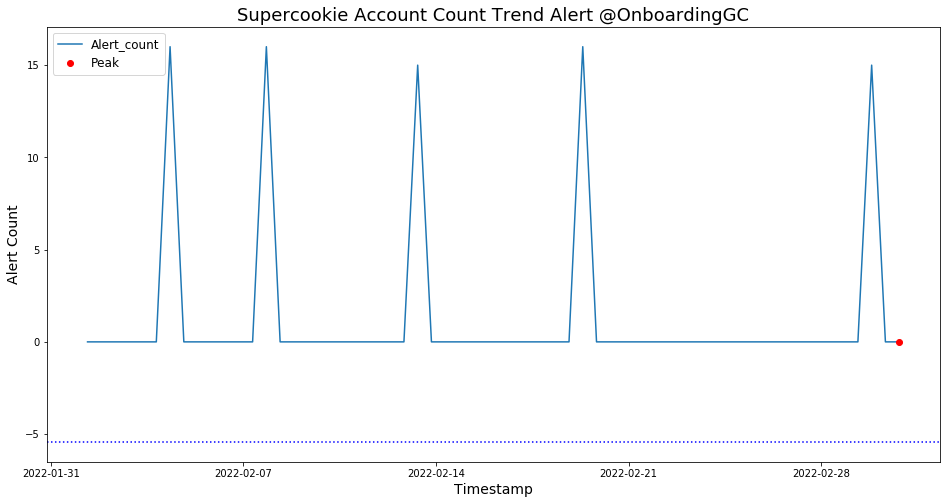 Supercookie Account Count Trend Alert @OnboardingGC
Alert_count
Peak
15
10
5
0
−5
Alert Count
2022-01-31 2022-02-07 2022-02-14 2022-02-21 2022-02-28
Timestamp